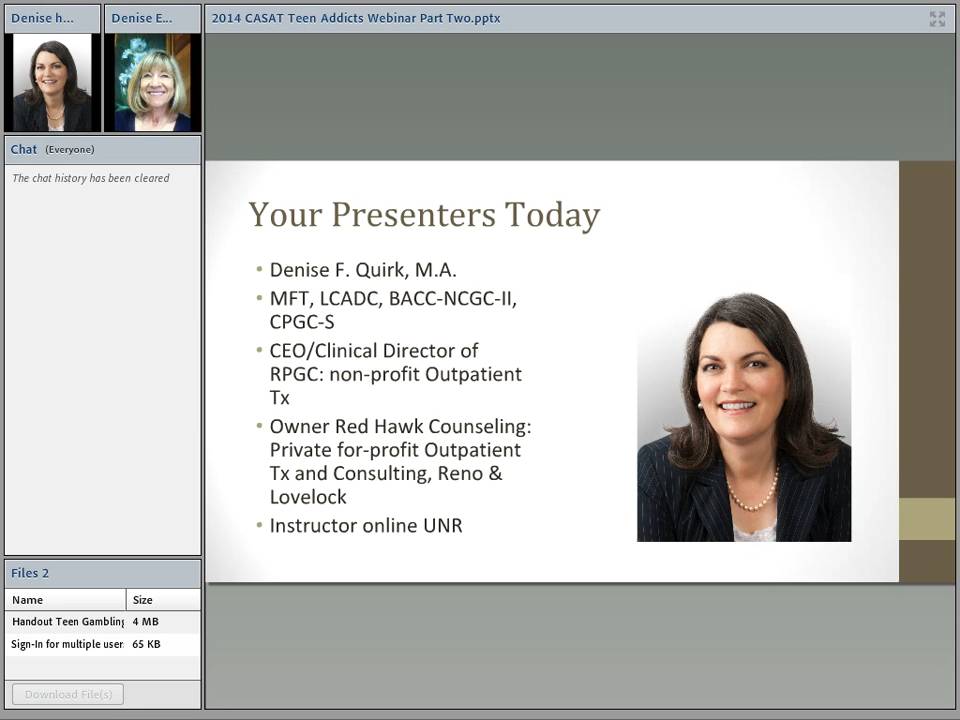 Denise h...
Denise E...
2014 CASAT Teen Addicts Webinar Part Two.pptx
Chat (Everyone)
The chat history has been cleared
Your Presenters Today
• Denise F. Quirk, M.A.
• MFT, LCADC, BACC-NCGC-II,
CPGC-S
• CEO/Clinical Director of
RPGC: non-profit Outpatient
Tx
• Owner Red Hawk Counseling:
Private for-profit Outpatient
Tx and Consulting, Reno &
Lovelock
• Instructor online UNR
Files 2
Name Size
Handout Teen Gambling 4 MB
Sign-In for multiple user 65 KB
Download File(s)